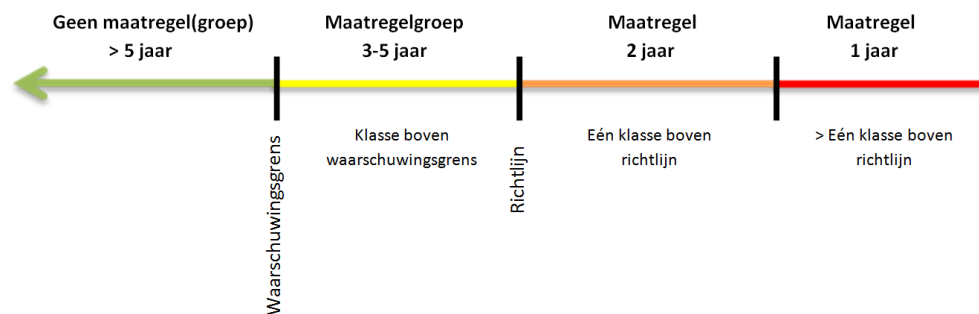 Geen maatregel(groep)
> 5 jaar
Maatregelgroep
3-5 jaar
Maatregel
2 jaar
Maatregel
1 jaar
Waarschuwingsgrens
Klasse boven
waarschuwingsgrens
Richtlijn
Eén klasse boven
richtlijn
> Eén klasse boven
richtlijn